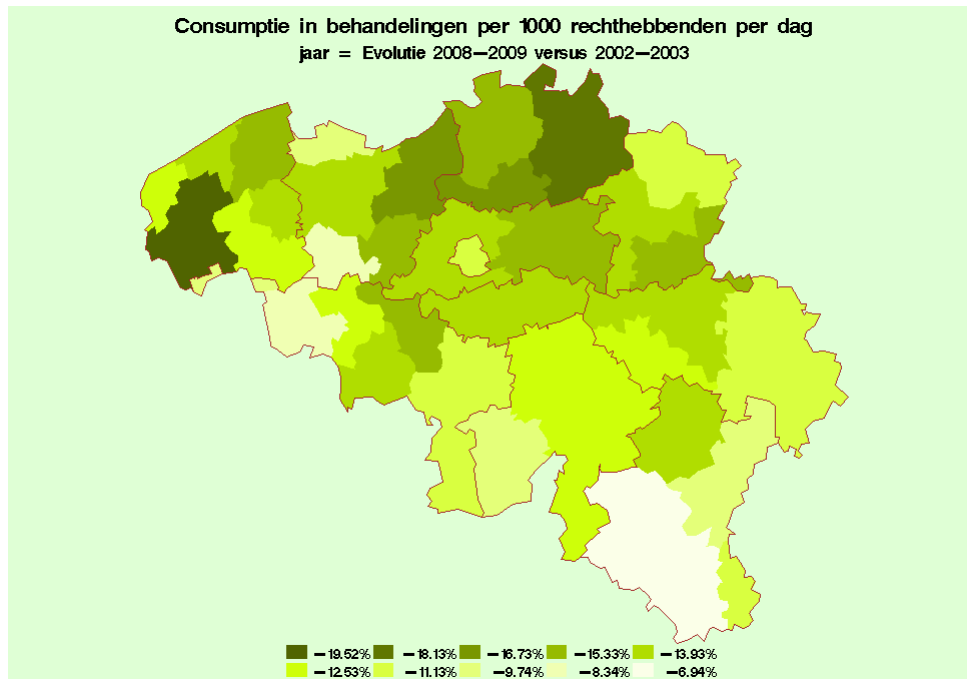 Consumptie in behandelingen per 1000 rechthebbenden per dag
jaar = Evolutie 2008–2009 versus 2002–2003
–19.52% –18.13% –16.73% –15.33% –13.93%
–12.53% –11.13% –9.74% –8.34% –6.94%